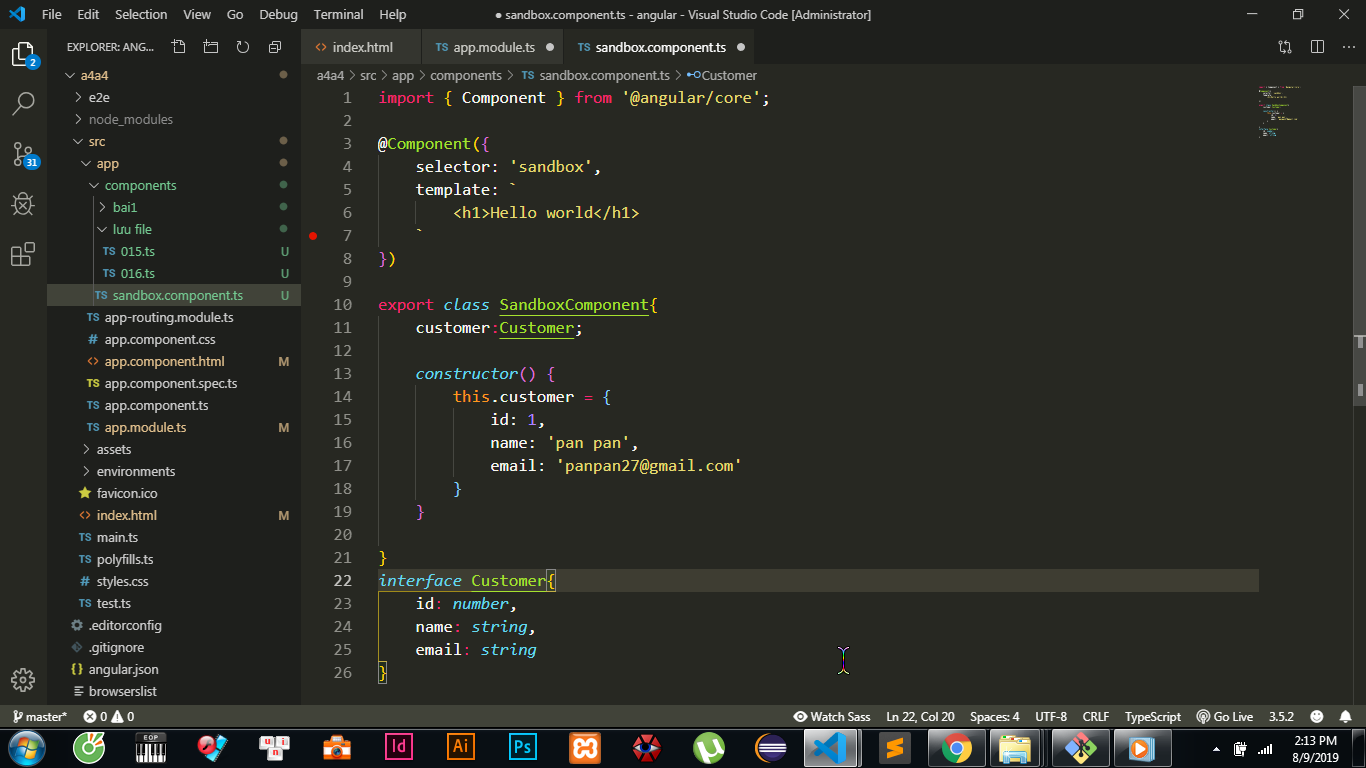 File Edit Selection View Go Debug Terminal Help
● sandbox.component.ts - angular - Visual Studio Code [Administrator]
EXPLORER: ANG...
index.html
TS app.module.ts
TS sandbox.component.ts
a4a4 > src > app > components > TS sandbox.component.ts > Customer
2
31
a4a4
e2e
node_modules
src
app
components
bai1
lưu file
TS 015.ts U
TS 016.ts U
TS sandbox.component.ts U
TS app-routing.module.ts
# app.component.css
<> app.component.html M
TS app.component.spec.ts
TS app.component.ts
TS app.module.ts M
assets
environments
favicon.ico
<> index.html M
TS main.ts
TS polyfills.ts
# styles.css
TS test.ts
.editorconfig
.gitignore
{} angular.json
browserslist
1 import { Component } from '@angular/core';
2
3 @Component({
4 selector: 'sandbox',
5 template: `
6 <h1>Hello world</h1>
7 `
8 })
9
10 export class SandboxComponent{
11 customer:Customer;
12
13 constructor() {
14 this.customer = {
15 id: 1,
16 name: 'pan pan',
17 email: 'panpan27@gmail.com'
18 }
19 }
20
21 }
22 interface Customer{
23 id: number,
24 name: string,
25 email: string
26 }
master* 0 0 Watch Sass Ln 22, Col 20 Spaces: 4 UTF-8 CRLF TypeScript Go Live 3.5.2
EOP
u n i
Id
Ai
Ps
2:13 PM
8/9/2019